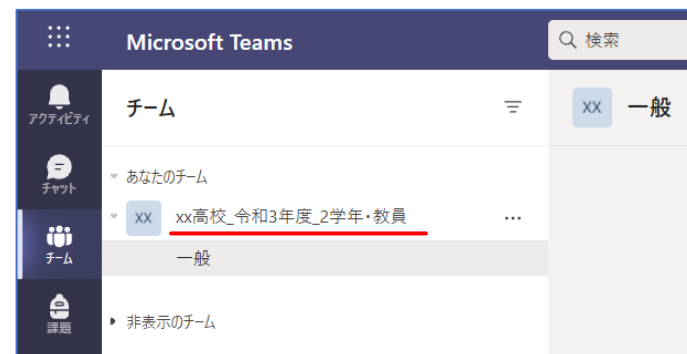 Microsoft Teams
検索
アクティビティ
チーム
XX 一般
チャット
あなたのチーム
XX xx高校_令和3年度_2学年・教員 …
チーム
一般
課題
非表示のチーム